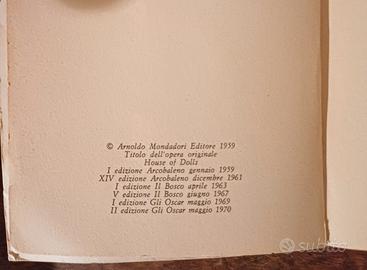 © Arnoldo Mondadori Editore 1959
Titolo dell'opera originale
House of Dolls
I edizione Arcobaleno gennaio 1959
XIV edizione Arcobaleno dicembre 1961
I edizione Il Bosco aprile 1963
V edizione Il Bosco giugno 1967
I edizione Gli Oscar maggio 1969
II edizione Gli Oscar maggio 1970
subito